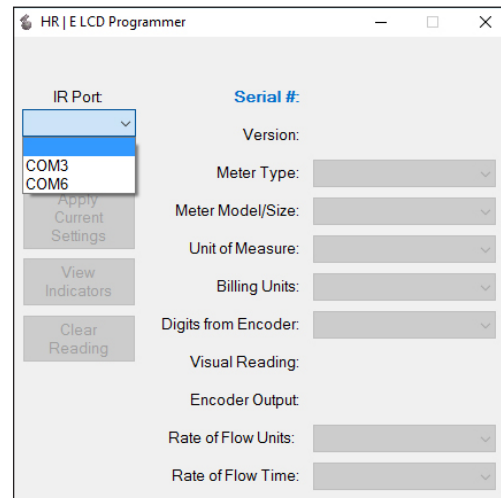 HR | E LCD Programmer
IR Port:
COM3
COM6
Apply
Current
Settings
View
Indicators
Clear
Reading
Serial #:
Version:
Meter Type:
Meter Model/Size:
Unit of Measure:
Billing Units:
Digits from Encoder:
Visual Reading:
Encoder Output:
Rate of Flow Units:
Rate of Flow Time: